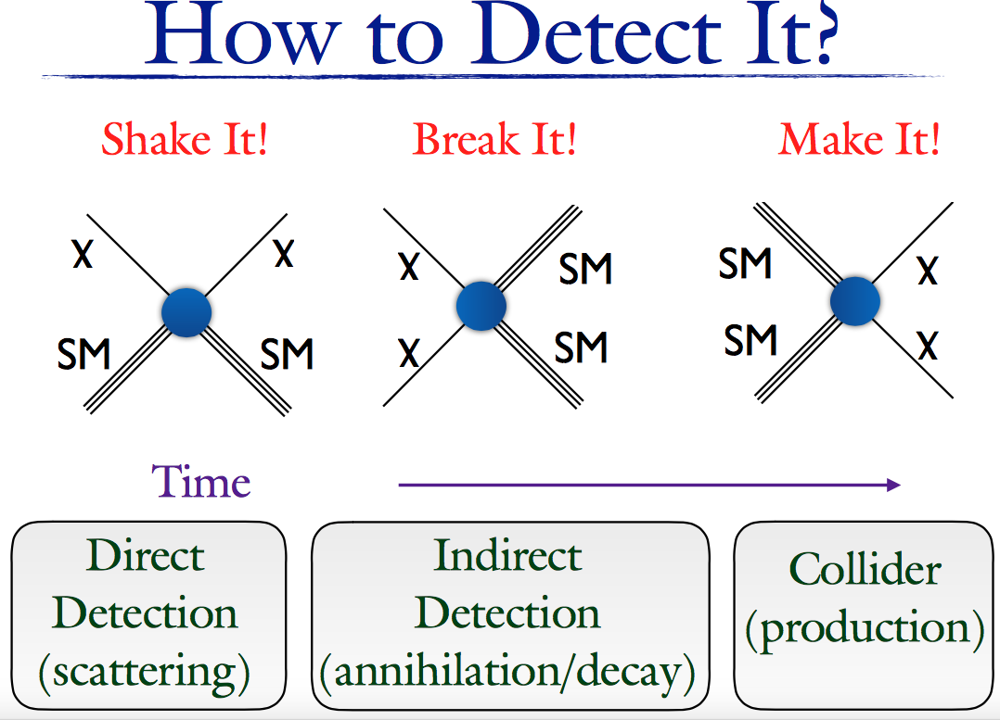 How to Detect It?
Shake It!
Break It!
Make It!
X
X
SM
SM
X
SM
X
SM
SM
X
SM
X
Time
Direct
Detection
(scattering)
Indirect
Detection
(annihilation/decay)
Collider
(production)